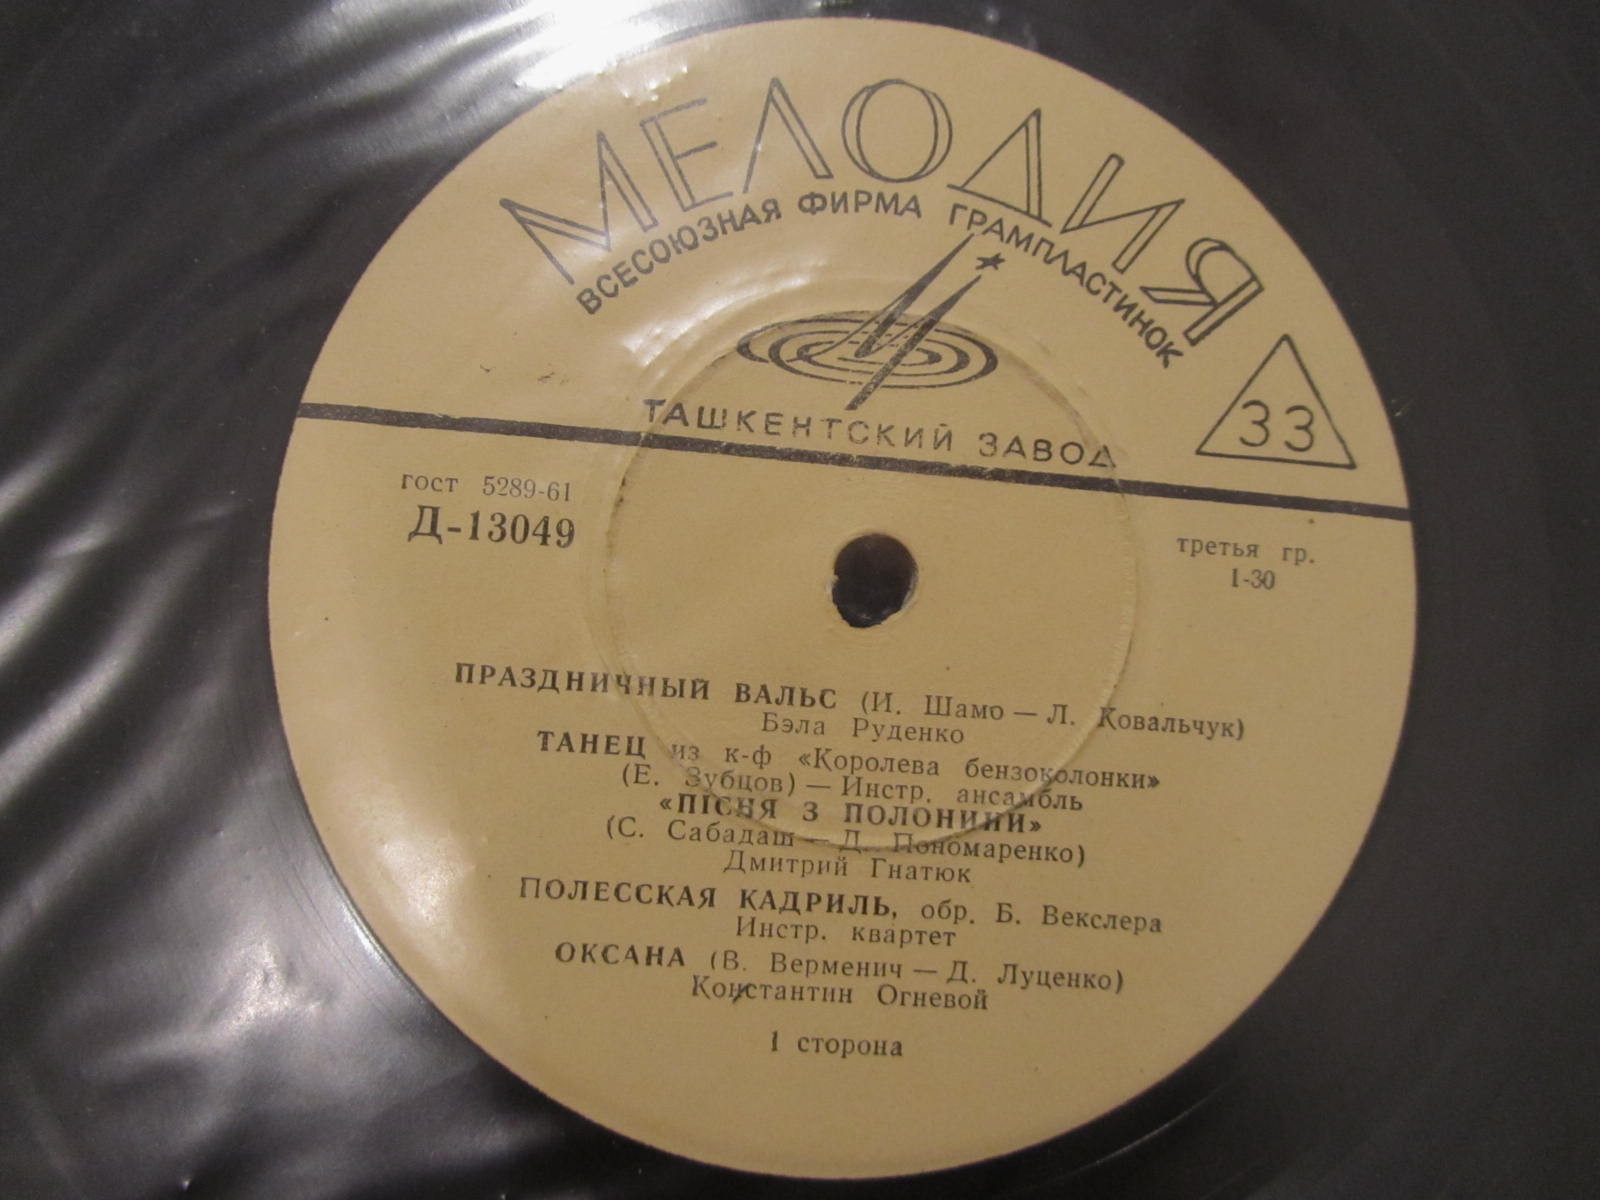 МЕЛОДИЯ
ВСЕСОЮЗНАЯ ФИРМА ГРАМПЛАСТИНОК
ТАШКЕНТСКИЙ ЗАВОД
33
гост 5289-61
Д-13049
третья гр.
1-30
ПРАЗДНИЧНЫЙ ВАЛЬС (И. Шамо — Л. Ковальчук)
Бэла Руденко
ТАНЕЦ из к-ф «Королева бензоколонки»
(Е. Зубцов) — Инстр. ансамбль
«ПІСНЯ З ПОЛОНИНИ»
(С. Сабадаш — Д. Пономаренко)
Дмитрий Гнатюк
ПОЛЕССКАЯ КАДРИЛЬ, обр. Б. Векслера
Инстр. квартет
ОКСАНА (В. Верменич — Д. Луценко)
Константин Огневой
1 сторона